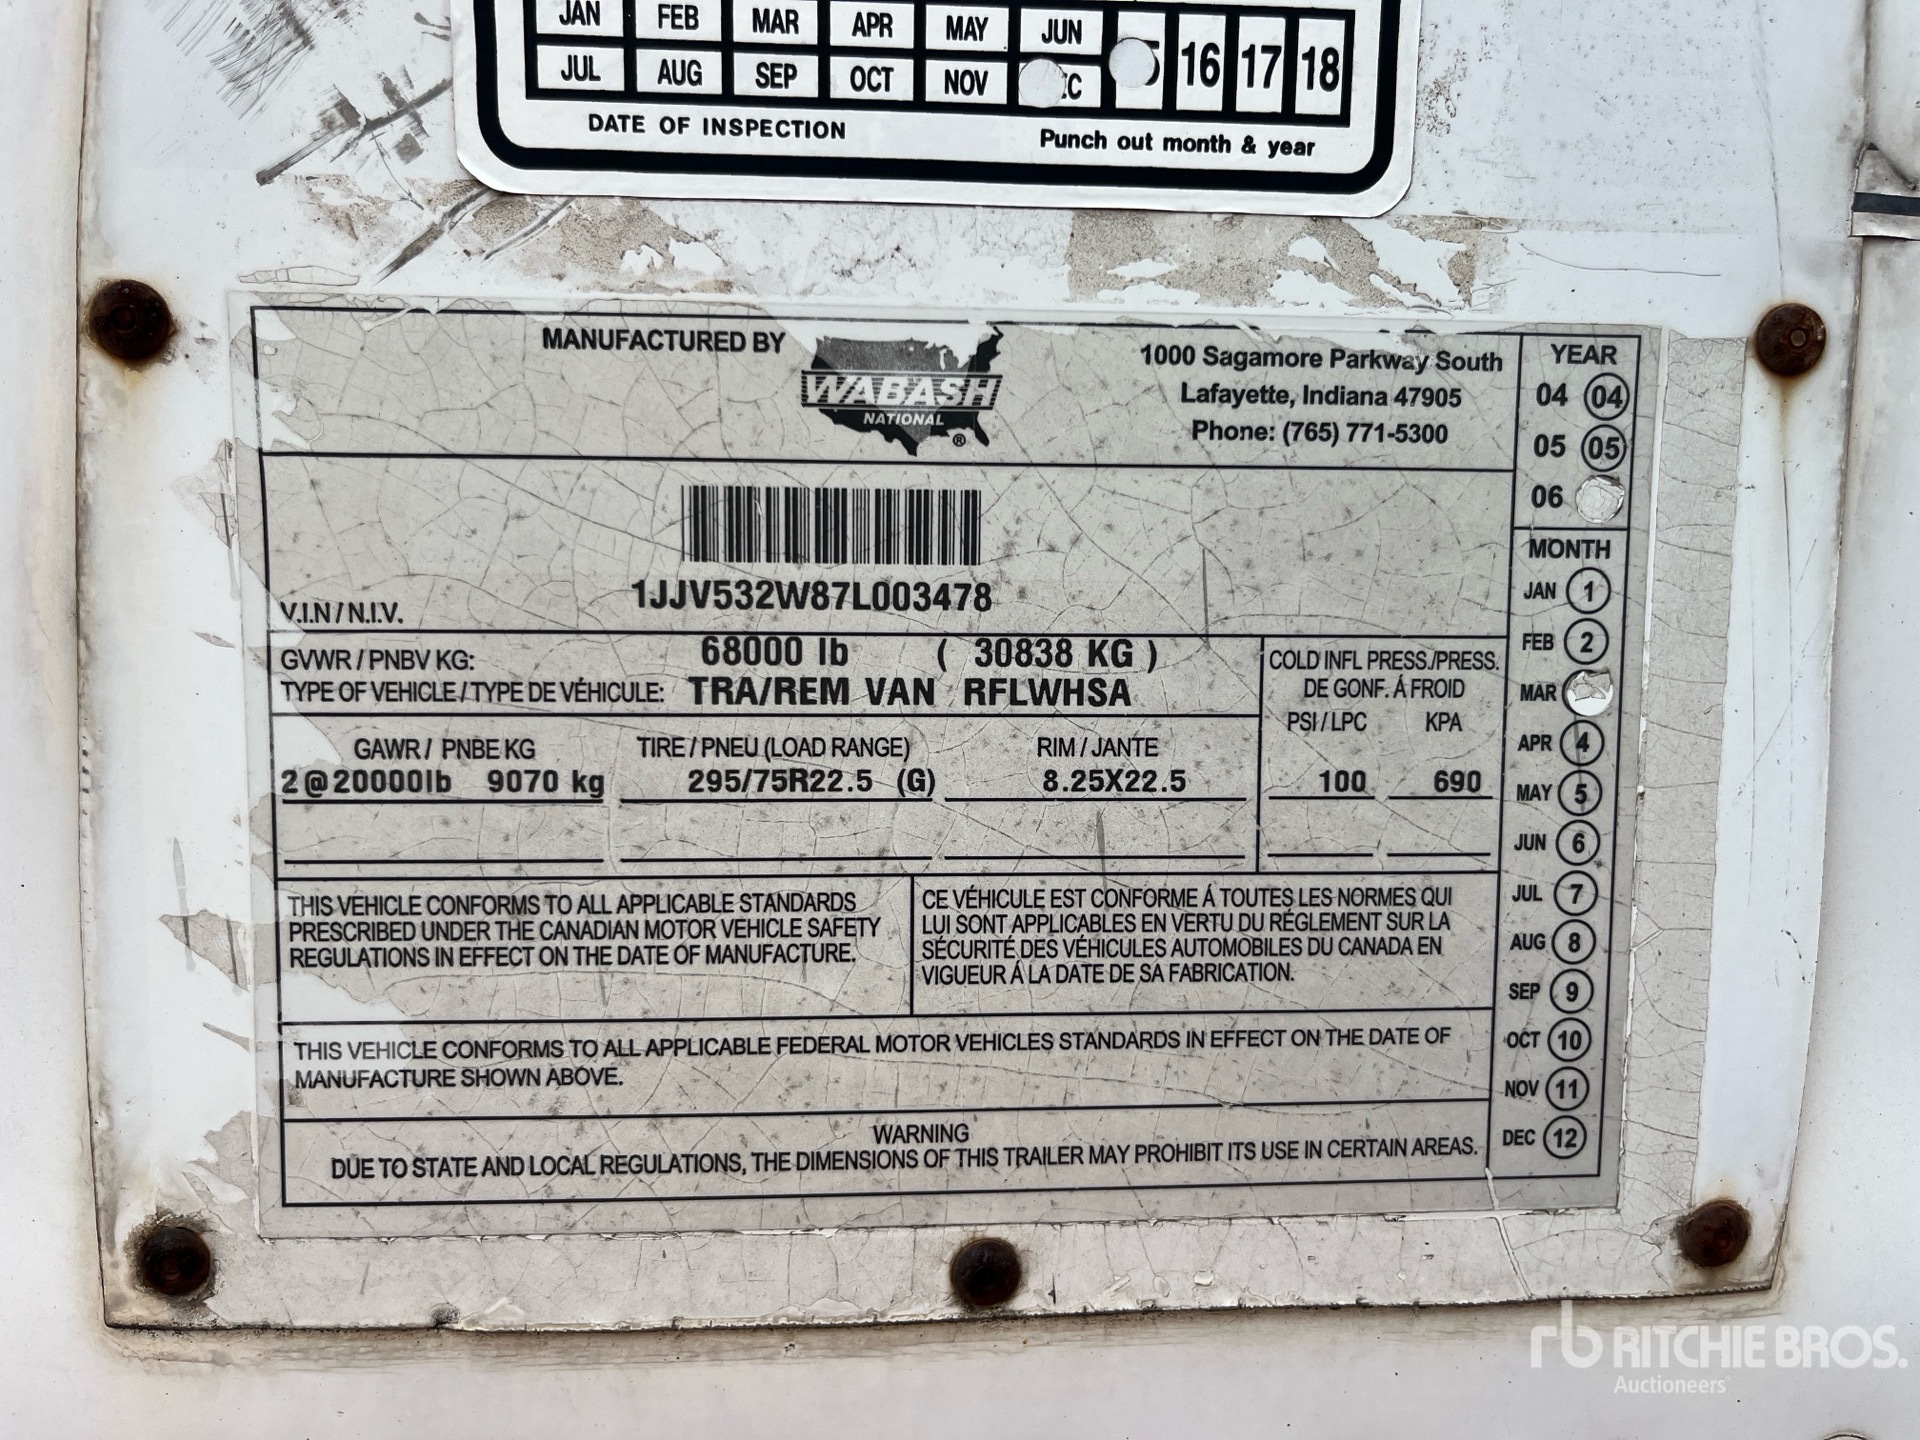 JAN FEB MAR APR MAY JUN
JUL AUG SEP OCT NOV 16 17 18
DATE OF INSPECTION Punch out month & year
MANUFACTURED BY
WABASH
NATIONAL
®
1000 Sagamore Parkway South
Lafayette, Indiana 47905
Phone: (765) 771-5300
YEAR
04 04
05 05
06
V.I.N / N.I.V. 1JJV532W87L003478
GVWR / PNBV KG: 68000 lb ( 30838 KG )
TYPE OF VEHICLE / TYPE DE VÉHICULE: TRA/REM VAN RFLWHSA
COLD INFL PRESS./PRESS.
DE GONF. Á FROID
PSI / LPC KPA
GAWR / PNBE KG TIRE / PNEU (LOAD RANGE) RIM / JANTE
2@20000lb 9070 kg 295/75R22.5 (G) 8.25X22.5 100 690
THIS VEHICLE CONFORMS TO ALL APPLICABLE STANDARDS
PRESCRIBED UNDER THE CANADIAN MOTOR VEHICLE SAFETY
REGULATIONS IN EFFECT ON THE DATE OF MANUFACTURE.
CE VÉHICULE EST CONFORME Á TOUTES LES NORMES QUI
LUI SONT APPLICABLES EN VERTU DU RÉGLEMENT SUR LA
SÉCURITÉ DES VÉHICULES AUTOMOBILES DU CANADA EN
VIGUEUR Á LA DATE DE SA FABRICATION.
THIS VEHICLE CONFORMS TO ALL APPLICABLE FEDERAL MOTOR VEHICLES STANDARDS IN EFFECT ON THE DATE OF
MANUFACTURE SHOWN ABOVE.
WARNING
DUE TO STATE AND LOCAL REGULATIONS, THE DIMENSIONS OF THIS TRAILER MAY PROHIBIT ITS USE IN CERTAIN AREAS.
MONTH
JAN 1
FEB 2
MAR
APR 4
MAY 5
JUN 6
JUL 7
AUG 8
SEP 9
OCT 10
NOV 11
DEC 12
rb RITCHIE BROS.
Auctioneers